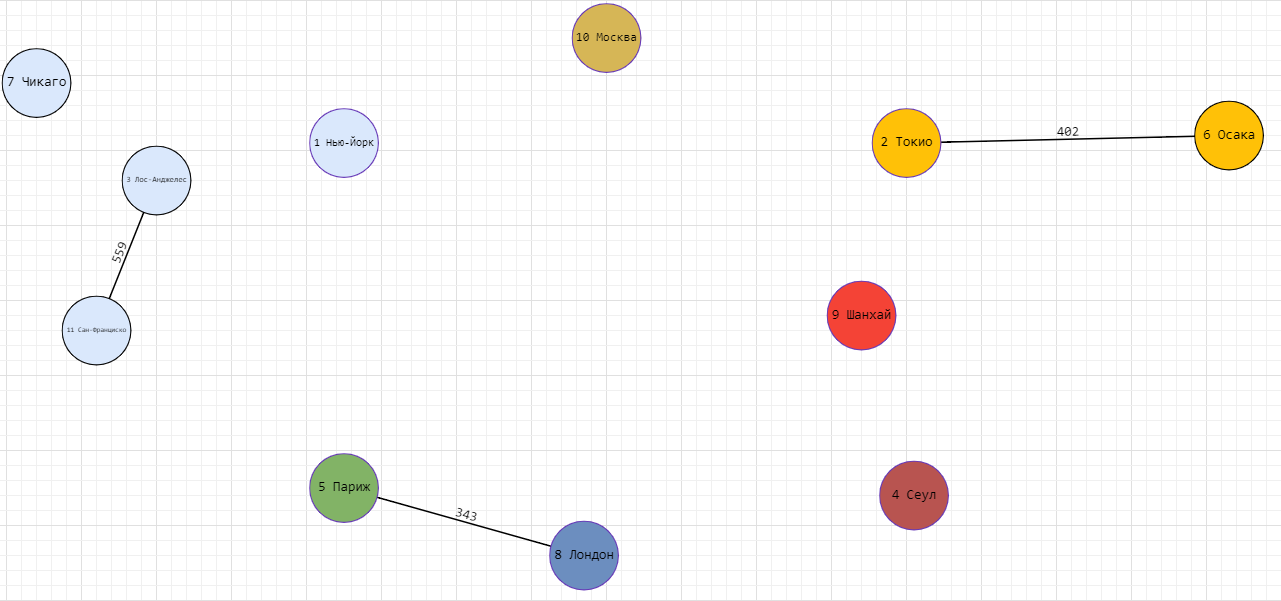 10 Москва
7 Чикаго
1 Нью-Йорк
2 Токио
402
6 Осака
3 Лос-Анджелес
559
9 Шанхай
11 Сан-Франциско
5 Париж
343
4 Сеул
8 Лондон